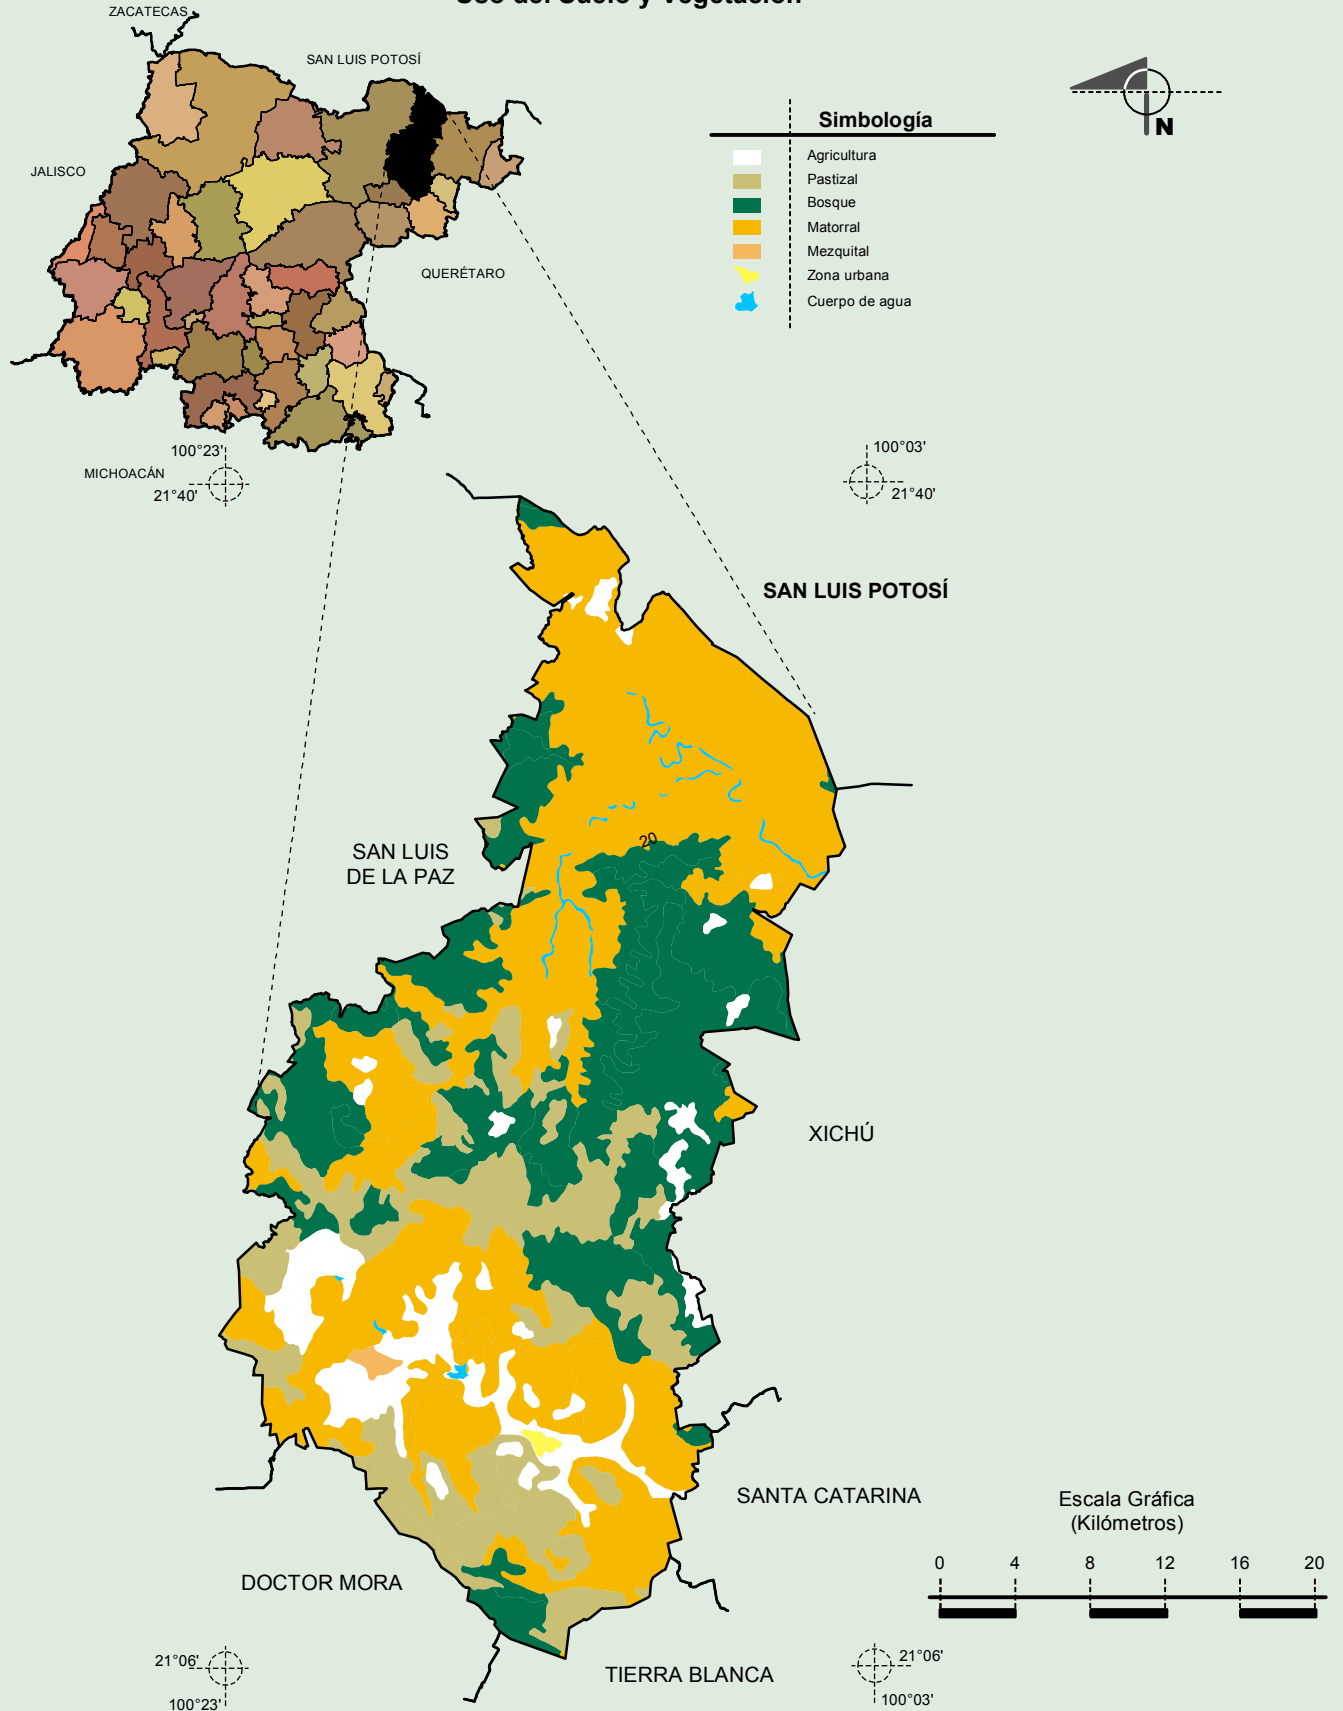 Uso del Suelo y Vegetación
ZACATECAS
SAN LUIS POTOSÍ
JALISCO
QUERÉTARO
MICHOACÁN
N
Simbología
Agricultura
Pastizal
Bosque
Matorral
Mezquital
Zona urbana
Cuerpo de agua
100°23'
21°40'
100°03'
21°40'
SAN LUIS POTOSÍ
20
SAN LUIS
DE LA PAZ
XICHÚ
SANTA CATARINA
DOCTOR MORA
TIERRA BLANCA
Escala Gráfica
(Kilómetros)
0 4 8 12 16 20
21°06'
100°23'
21°06'
100°03'